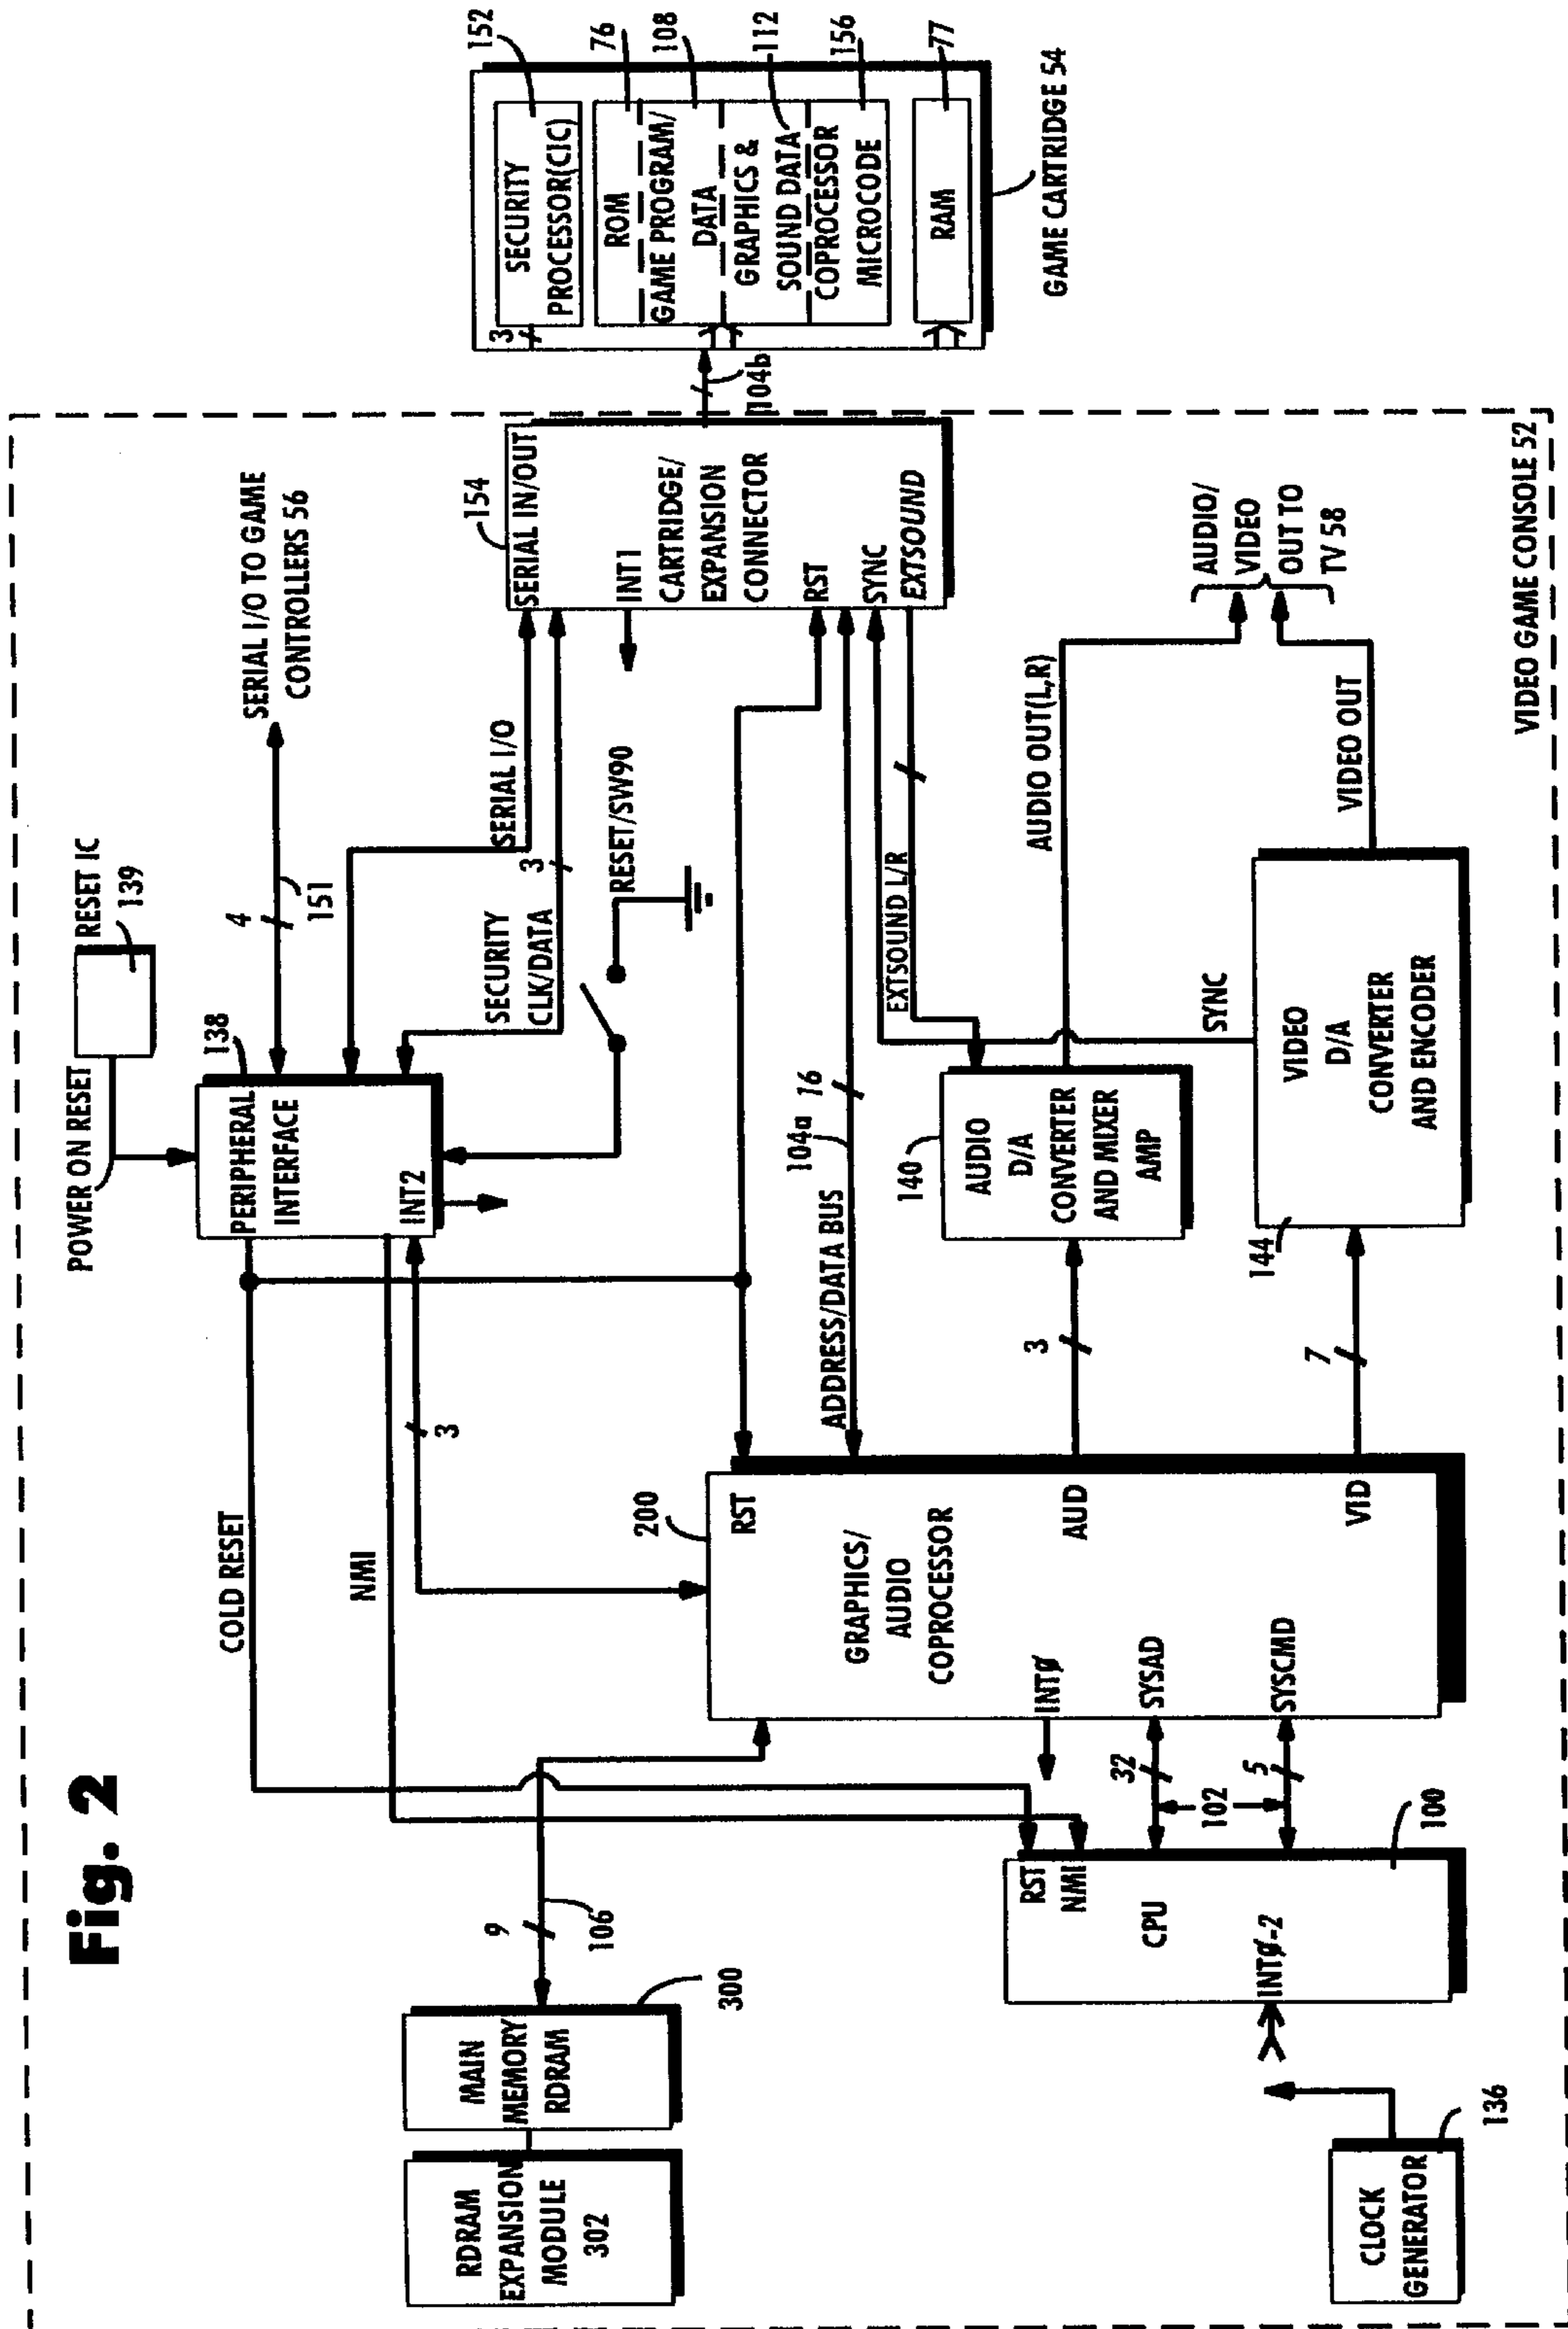 Fig. 2
POWER ON RESET
RESET IC
139
138
PERIPHERAL
INTERFACE
INT2
4
151
SERIAL I/O TO GAME
CONTROLLERS 56
COLD RESET
NMI
3
SECURITY
CLK/DATA
3
SERIAL I/O
RESET/SW90
154
SERIAL IN/OUT
INT1
CARTRIDGE/
EXPANSION
CONNECTOR
RST
SYNC
EXTSOUND
104b
152
3
SECURITY
PROCESSOR(CIC)
76
ROM
108
GAME PROGRAM/
DATA
112
GRAPHICS &
SOUND DATA
156
COPROCESSOR
MICROCODE
77
RAM
GAME CARTRIDGE 54
RDRAM
EXPANSION
MODULE
302
MAIN
MEMORY
RDRAM
300
9
106
200
RST
GRAPHICS/
AUDIO
COPROCESSOR
INTØ
SYSAD
SYSCMD
AUD
VID
ADDRESS/DATA BUS
104a
16
EXTSOUND L/R
140
AUDIO
D/A
CONVERTER
AND MIXER
AMP
3
AUDIO OUT(L,R)
SYNC
7
144
VIDEO
D/A
CONVERTER
AND ENCODER
VIDEO OUT
AUDIO/
VIDEO
OUT TO
TV 58
RST
NMI
CPU
INTØ-2
32
102
5
100
CLOCK
GENERATOR
136
VIDEO GAME CONSOLE 52